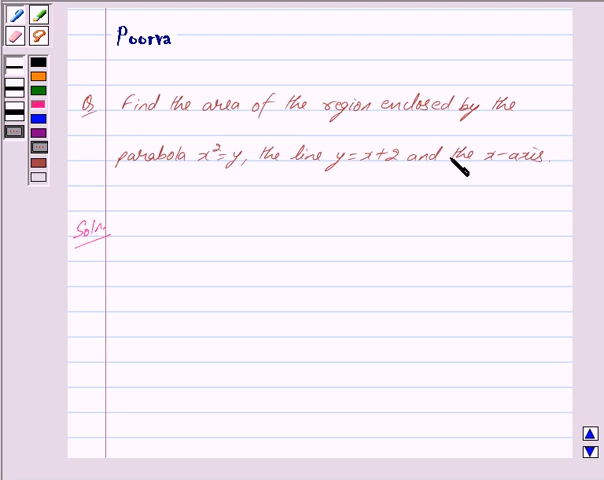 Poorva
Q Find the area of the region enclosed by the
parabola x²=y, the line y=x+2 and the x-axis.
Soln.